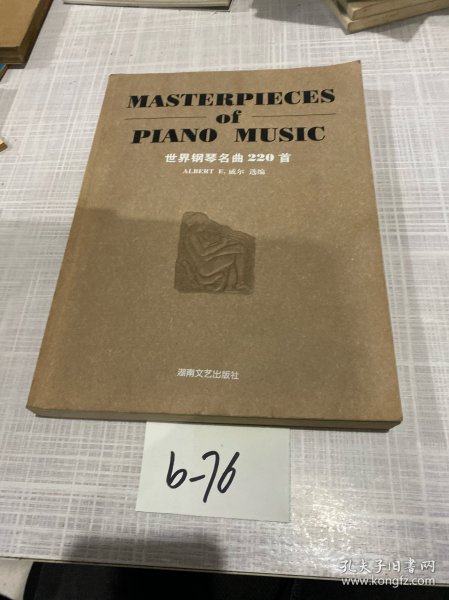 MASTERPIECES
of
PIANO MUSIC
世界钢琴名曲 220 首
ALBERT E. 威尔 选编
湖南文艺出版社
b-76
孔夫子旧书网
www.kongfz.com